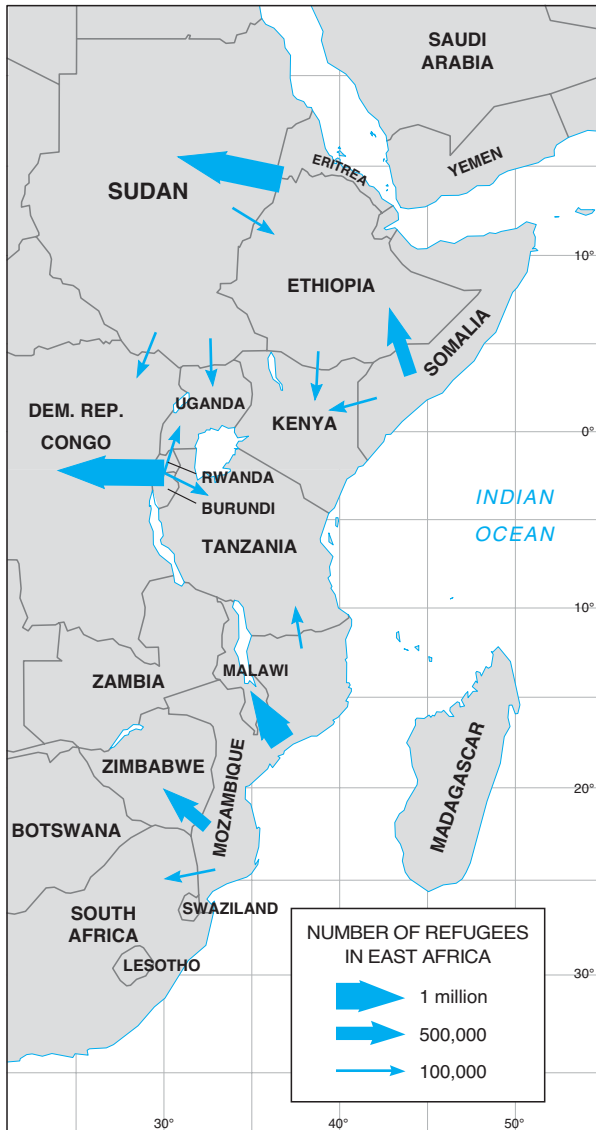 SAUDI
ARABIA
YEMEN
ERITREA
SUDAN
10°
ETHIOPIA
SOMALIA
UGANDA
DEM. REP.
CONGO
KENYA
0°
RWANDA
BURUNDI
INDIAN
OCEAN
TANZANIA
10°
MALAWI
ZAMBIA
MADAGASCAR
ZIMBABWE
MOZAMBIQUE
20°
BOTSWANA
SWAZILAND
SOUTH
AFRICA
LESOTHO
NUMBER OF REFUGEES
IN EAST AFRICA
1 million
500,000
100,000
30°
30°
40°
50°